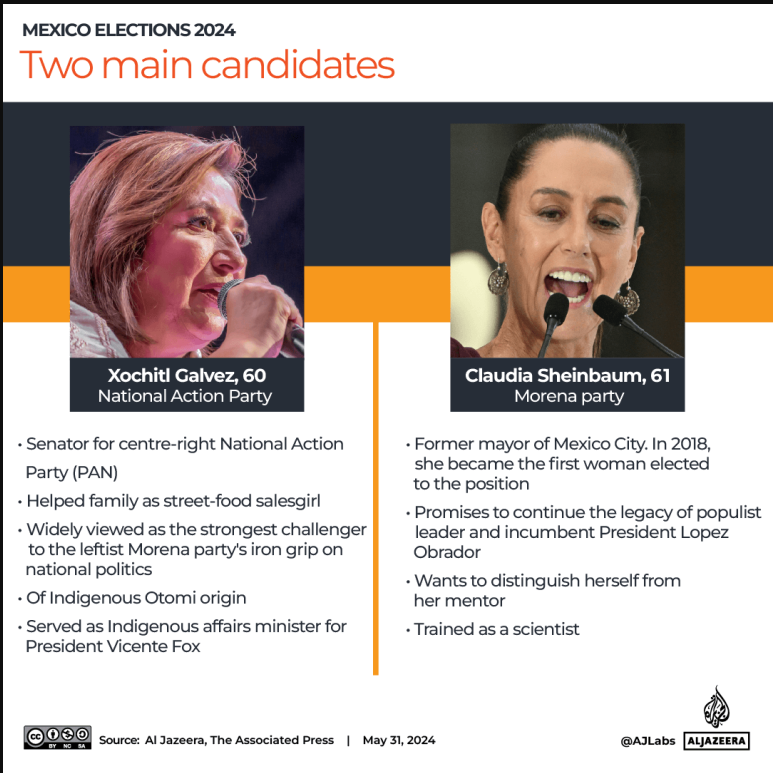 MEXICO ELECTIONS 2024
Two main candidates
Xochitl Galvez, 60
National Action Party
• Senator for centre-right National Action
Party (PAN)
• Helped family as street-food salesgirl
• Widely viewed as the strongest challenger
to the leftist Morena party's iron grip on
national politics
• Of Indigenous Otomi origin
• Served as Indigenous affairs minister for
President Vicente Fox
Claudia Sheinbaum, 61
Morena party
• Former mayor of Mexico City. In 2018,
she became the first woman elected
to the position
• Promises to continue the legacy of populist
leader and incumbent President Lopez
Obrador
• Wants to distinguish herself from
her mentor
• Trained as a scientist
cc BY NC SA
Source: Al Jazeera, The Associated Press | May 31, 2024
@AJLabs
ALJAZEERA